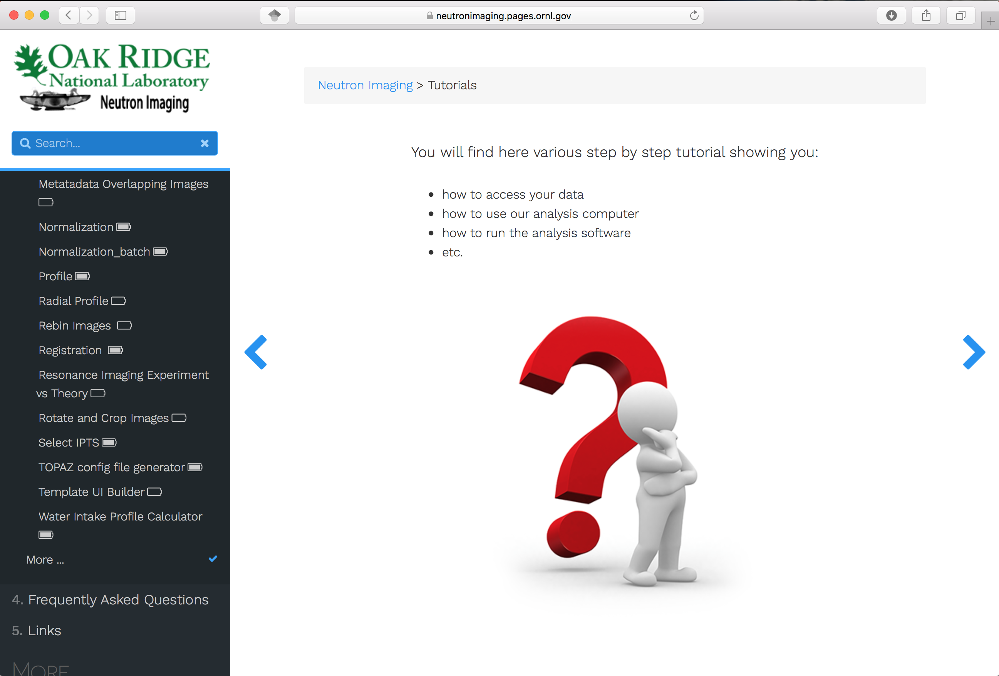 neutronimaging.pages.ornl.gov
OAK RIDGE
National Laboratory
Neutron Imaging
Search...
Metatadata Overlapping Images
Normalization
Normalization_batch
Profile
Radial Profile
Rebin Images
Registration
Resonance Imaging Experiment
vs Theory
Rotate and Crop Images
Select IPTS
TOPAZ config file generator
Template UI Builder
Water Intake Profile Calculator
More ...
4. Frequently Asked Questions
5. Links
MORE
Neutron Imaging > Tutorials
You will find here various step by step tutorial showing you:
• how to access your data
• how to use our analysis computer
• how to run the analysis software
• etc.